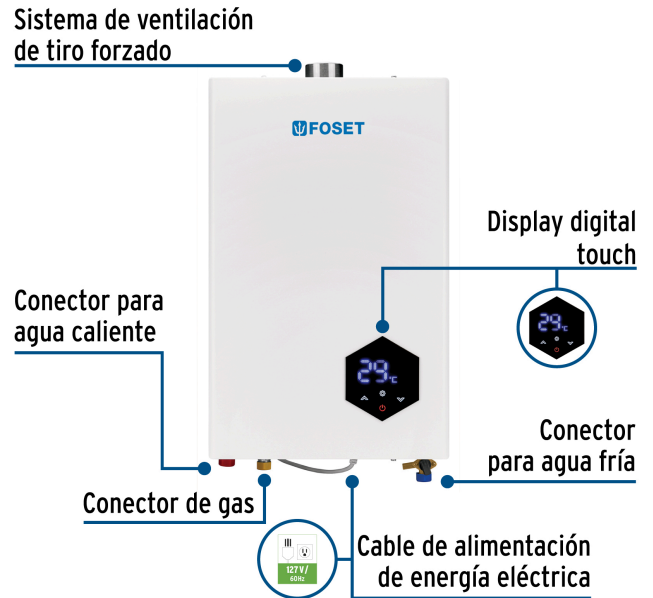 Sistema de ventilación
de tiro forzado
FOSET
Display digital
touch
29°C
Conector para
agua caliente
29°C
Conector
para agua fría
Conector de gas
127 V/
60Hz
Cable de alimentación
de energía eléctrica